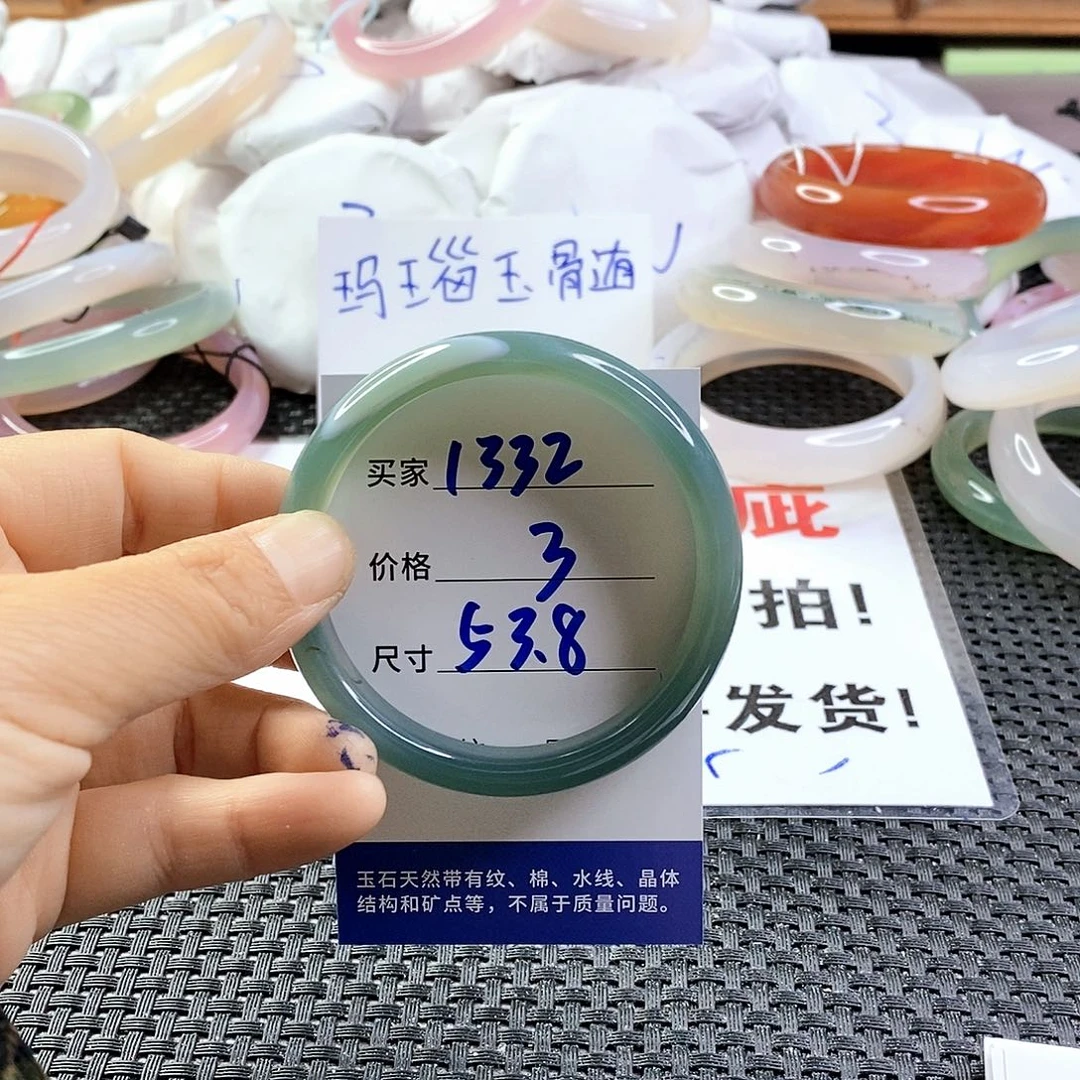 玛瑙玉骨髓
买家 1332
价格 3
尺寸 53.8
玉石天然带有纹、棉、水线、晶体
结构和矿点等，不属于质量问题。
疵
拍!
发货!